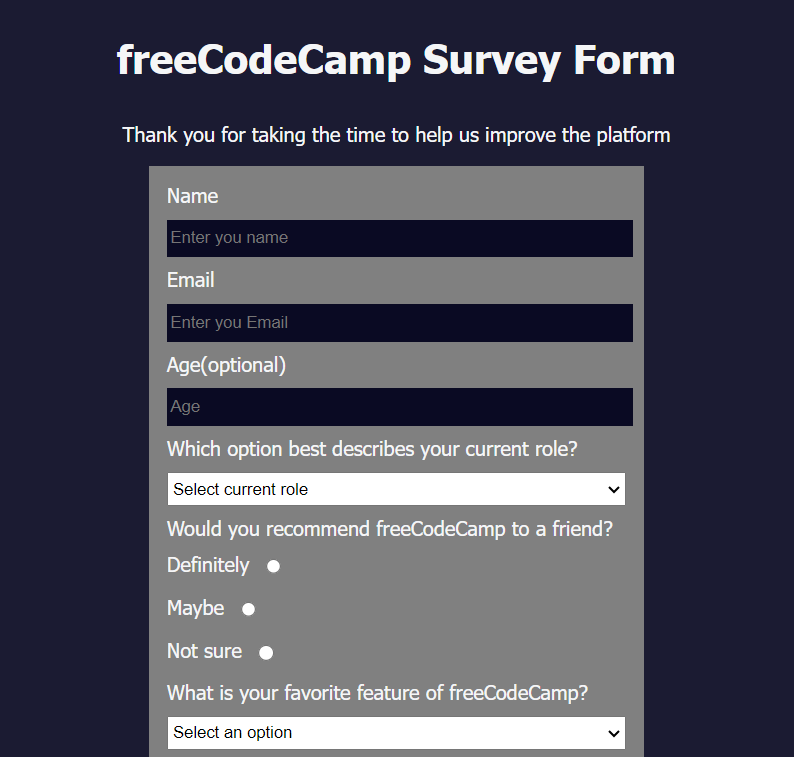 freeCodeCamp Survey Form
Thank you for taking the time to help us improve the platform
Name
Enter you name
Email
Enter you Email
Age(optional)
Age
Which option best describes your current role?
Select current role
Would you recommend freeCodeCamp to a friend?
Definitely
Maybe
Not sure
What is your favorite feature of freeCodeCamp?
Select an option